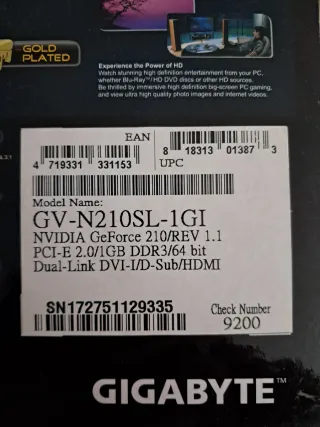 GOLD
PLATED
Experience the Power of HD
Watch stunning high definition entertainment from your PC,
whether Blu-Ray™/ HD DVD discs or other HD sources.
Be thrilled by immersive high definition big-screen PC gaming,
and view ultra high quality photo images and internet videos.
EAN
4 719331 331153
8 18313 01387 3
UPC
Model Name:
GV-N210SL-1GI
NVIDIA GeForce 210/REV 1.1
PCI-E 2.0/1GB DDR3/64 bit
Dual-Link DVI-I/D-Sub/HDMI
SN172751129335
Check Number
9200
GIGABYTE™